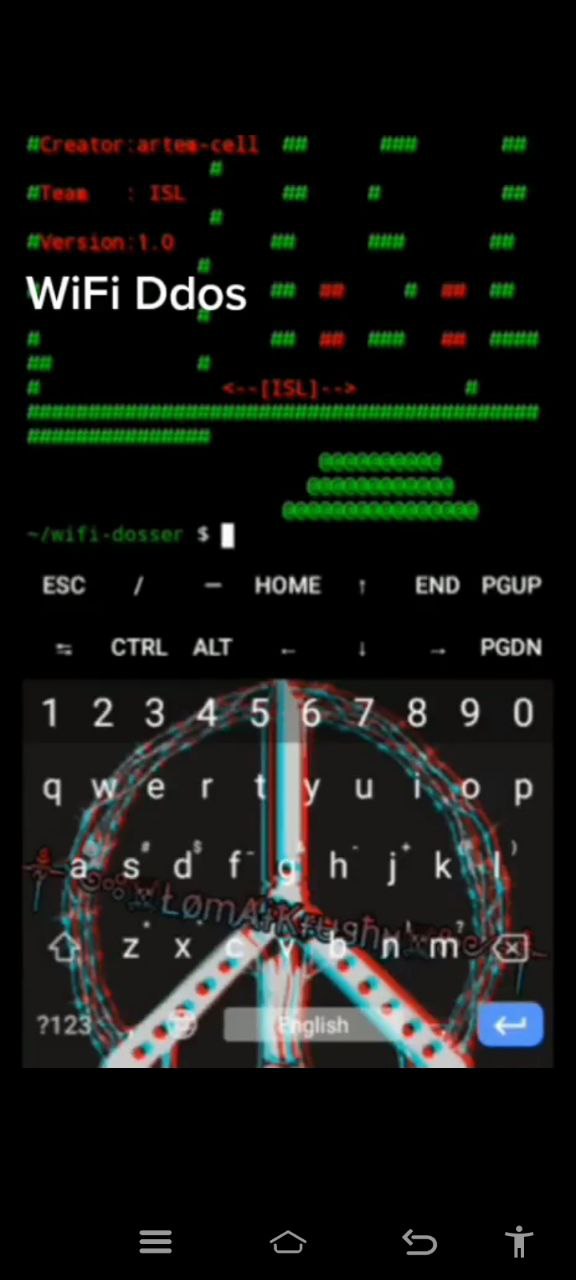 #Creator:artem-cell ## ### ##
#
#Team : ISL ## # ##
#
#Version:1.0 ## ### ##
#
WiFi Ddos ## ## # ## ##
#
# ## ## ### ## ####
## #
# <--[ISL]--> #
##########################################
###############
@@@@@@@@@@
@@@@@@@@@@@@
@@@@@@@@@@@@@@@@
~/wifi-dosser $
ESC / — HOME ↑ END PGUP
⇆ CTRL ALT ← ↓ → PGDN
1 2 3 4 5 6 7 8 9 0
q w e r t y u i o p
a s d f g h j k l
z x c v b n m
?123 English